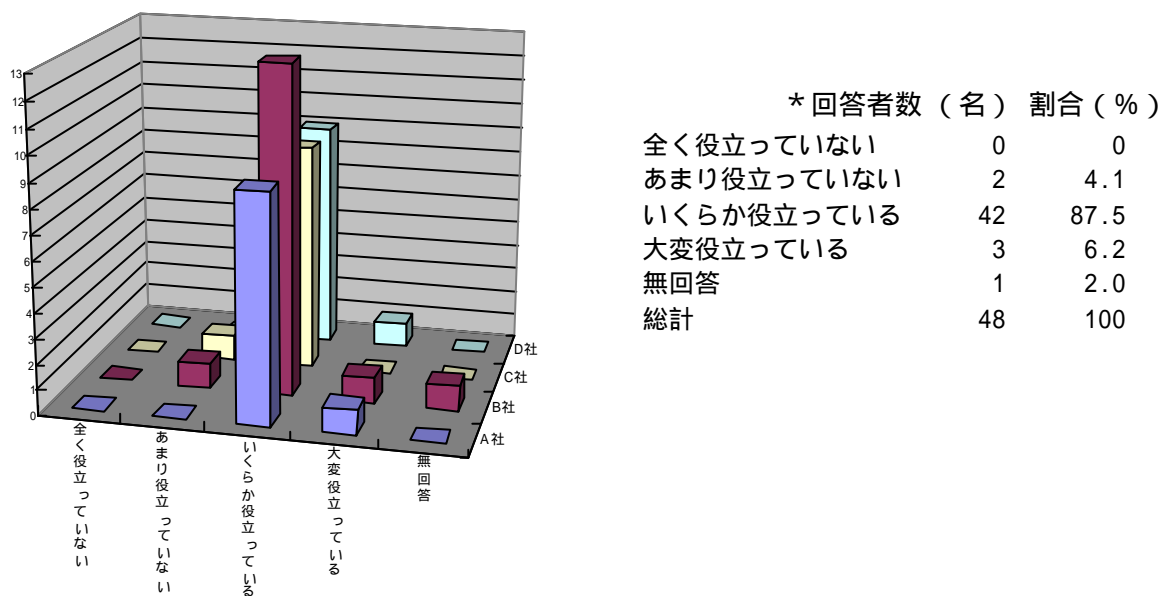 13
12
11
10
9
8
7
6
5
4
3
2
1
0
全く役立っていない
あまり役立っていない
いくらか役立っている
大変役立っている
無回答
A社
B社
C社
D社
*回答者数(名) 割合(%)
全く役立っていない 0 0
あまり役立っていない 2 4.1
いくらか役立っている 42 87.5
大変役立っている 3 6.2
無回答 1 2.0
総計 48 100